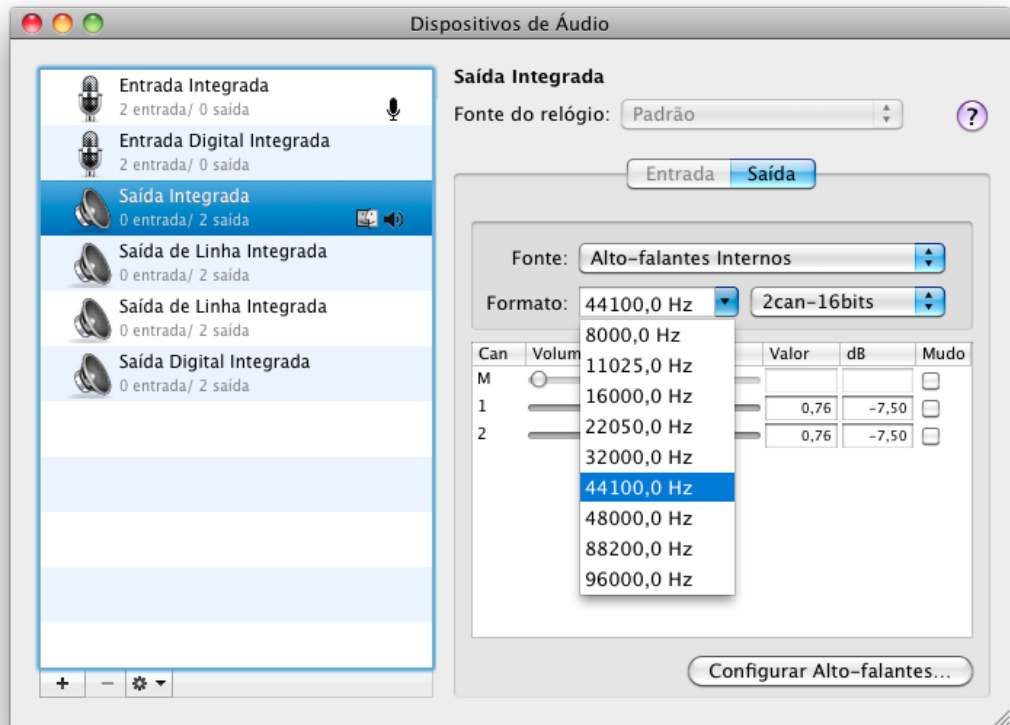 Dispositivos de Áudio
Entrada Integrada
2 entrada/ 0 saída
Entrada Digital Integrada
2 entrada/ 0 saída
Saída Integrada
0 entrada/ 2 saída
Saída de Linha Integrada
0 entrada/ 2 saída
Saída de Linha Integrada
0 entrada/ 2 saída
Saída Digital Integrada
0 entrada/ 2 saída
+ −
Saída Integrada
Fonte do relógio: Padrão ?
Entrada Saída
Fonte: Alto-falantes Internos
Formato: 44100,0 Hz 2can-16bits
8000,0 Hz
11025,0 Hz
16000,0 Hz
22050,0 Hz
32000,0 Hz
44100,0 Hz
48000,0 Hz
88200,0 Hz
96000,0 Hz
Can Volum Valor dB Mudo
M
1 0,76 -7,50
2 0,76 -7,50
Configurar Alto-falantes...